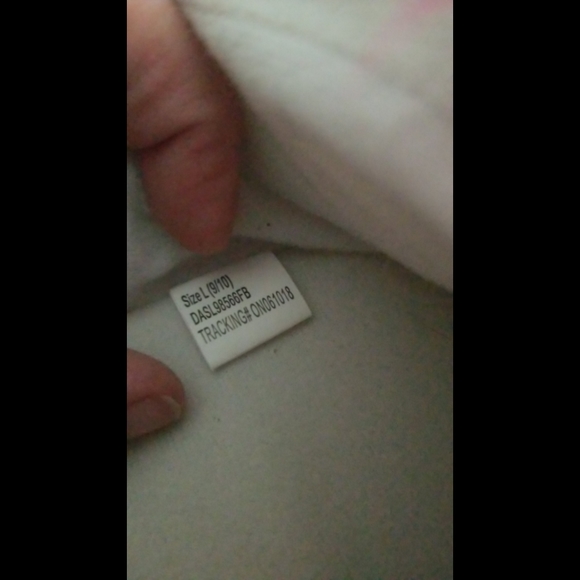 Size L (9/10)
DASL98566FB
TRACKING# ON061018